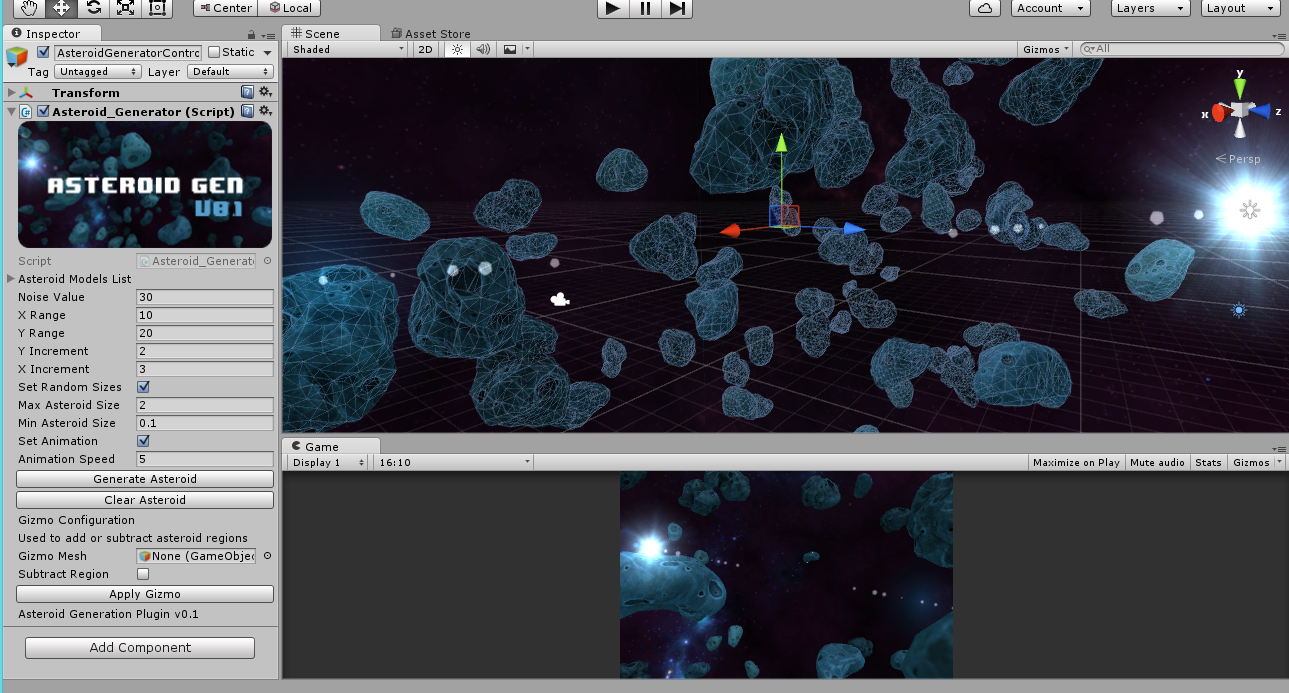 Center Local Account Layers Layout
Inspector
AsteroidGeneratorContro Static
Tag Untagged Layer Default
Transform
Asteroid_Generator (Script)
ASTEROID GEN
V0.1
Script Asteroid_Generat
Asteroid Models List
Noise Value 30
X Range 10
Y Range 20
Y Increment 2
X Increment 3
Set Random Sizes
Max Asteroid Size 2
Min Asteroid Size 0.1
Set Animation
Animation Speed 5
Generate Asteroid
Clear Asteroid
Gizmo Configuration
Used to add or subtract asteroid regions
Gizmo Mesh None (GameObjec
Subtract Region
Apply Gizmo
Asteroid Generation Plugin v0.1
Add Component
Scene Asset Store
Shaded 2D Gizmos All
y
x z
Persp
Game
Display 1 16:10 Maximize on Play Mute audio Stats Gizmos